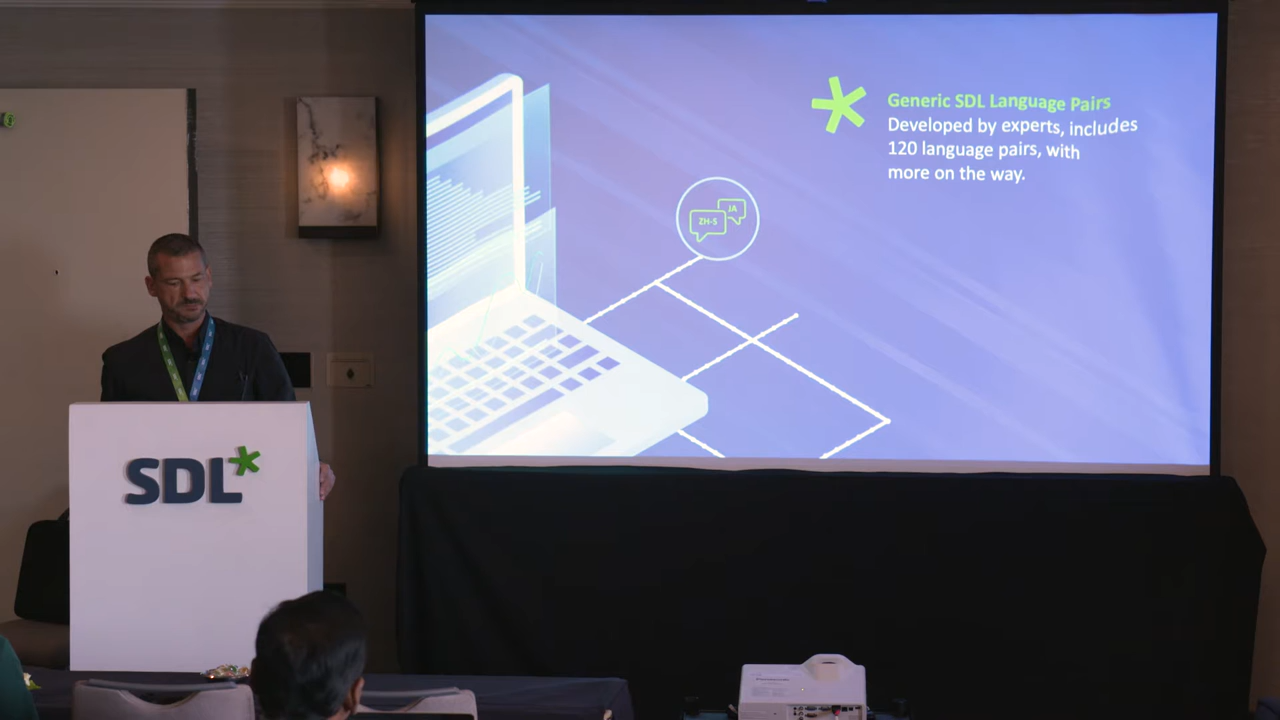 Generic SDL Language Pairs
Developed by experts, includes
120 language pairs, with
more on the way.
JA
ZH-S
SDL*
Panasonic